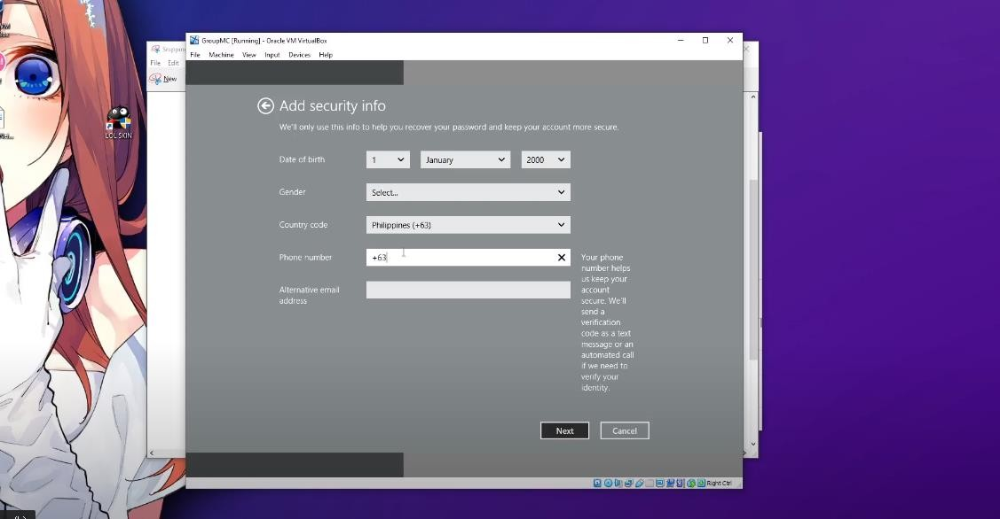 GroupMC [Running] - Oracle VM VirtualBox
File Machine View Input Devices Help
File Edit
New
LOL SKIN
Add security info
We'll only use this info to help you recover your password and keep your account more secure.
Date of birth 1 January 2000
Gender Select...
Country code Philippines (+63)
Phone number +63
Your phone
number helps
us keep your
account
secure. We'll
send a
verification
code as a text
message or an
automated call
if we need to
verify your
identity.
Alternative email
address
Next Cancel
Right Ctrl